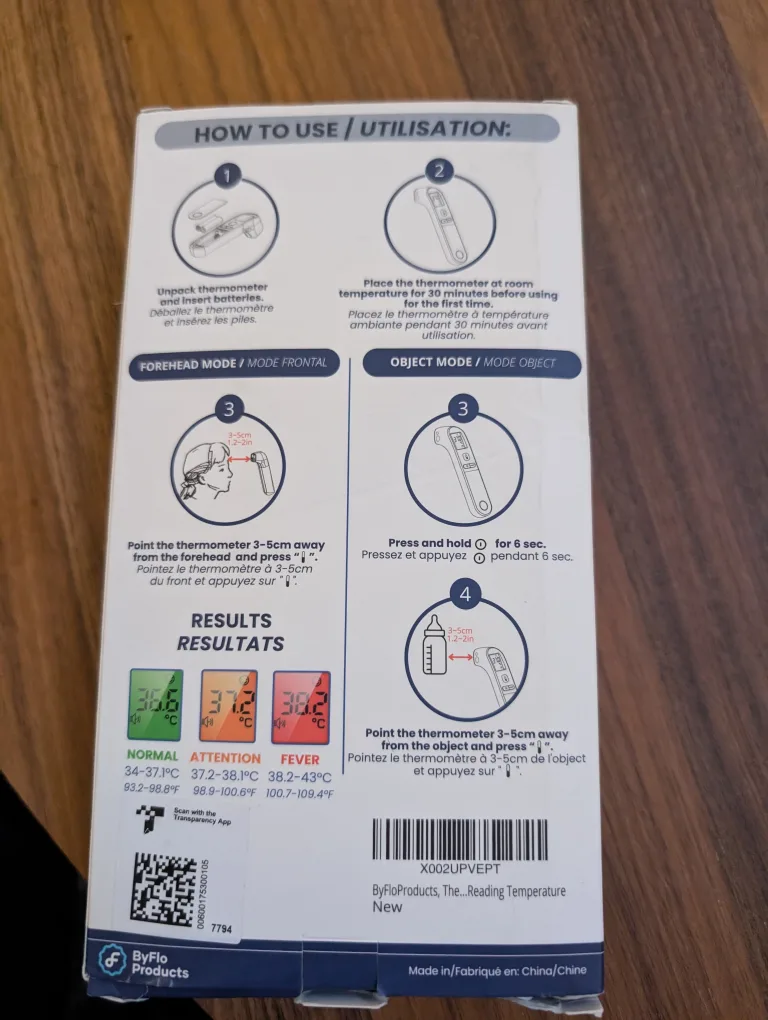 HOW TO USE / UTILISATION:
1
Unpack thermometer
and insert batteries.
Déballez le thermomètre
et insérez les piles.
2
Place the thermometer at room
temperature for 30 minutes before using
for the first time.
Placez le thermomètre à température
ambiante pendant 30 minutes avant
utilisation.
FOREHEAD MODE / MODE FRONTAL
3
3-5cm
1.2-2in
Point the thermometer 3-5cm away
from the forehead and press " ".
Pointez le thermomètre à 3-5cm
du front et appuyez sur " ".
RESULTS
RESULTATS
36.6 °C
37.2 °C
38.2 °C
NORMAL
34-37.1°C
93.2-98.8°F
ATTENTION
37.2-38.1°C
98.9-100.6°F
FEVER
38.2-43°C
100.7-109.4°F
OBJECT MODE / MODE OBJECT
3
Press and hold for 6 sec.
Pressez et appuyez pendant 6 sec.
4
3-5cm
1.2-2in
Point the thermometer 3-5cm away
from the object and press " ".
Pointez le thermomètre à 3-5cm de l'object
et appuyez sur " ".
Scan with the
Transparency App
00600175300105
7794
X002UPVEPT
ByFloProducts, The...Reading Temperature
New
ByFlo
Products
Made in/Fabriqué en: China/Chine